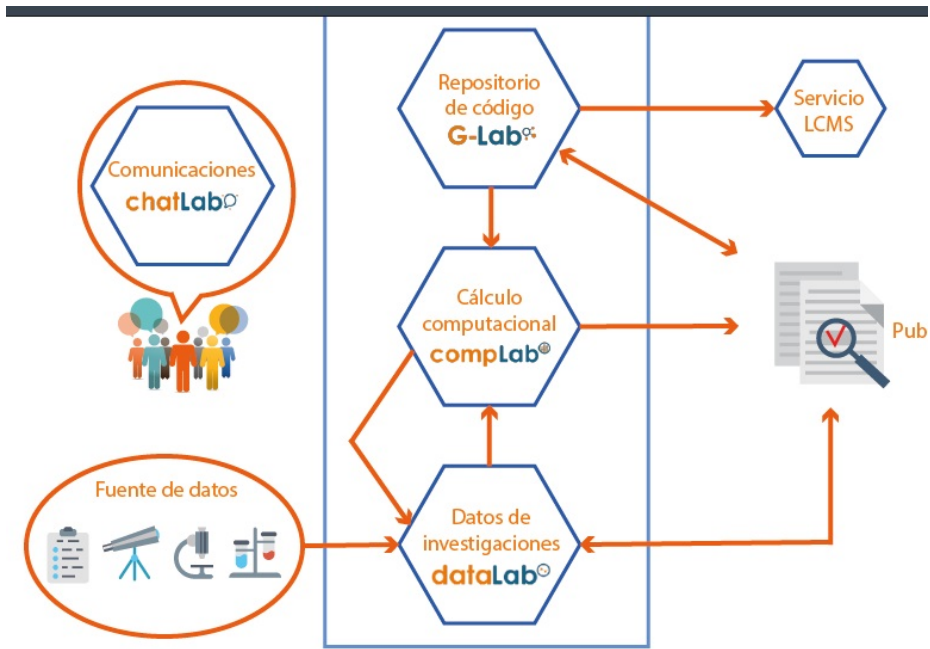 Repositorio
de código
G-Lab
Servicio
LCMS
Comunicaciones
chatLab
Cálculo
computacional
compLab
Pub
Fuente de datos
Datos de
investigaciones
dataLab